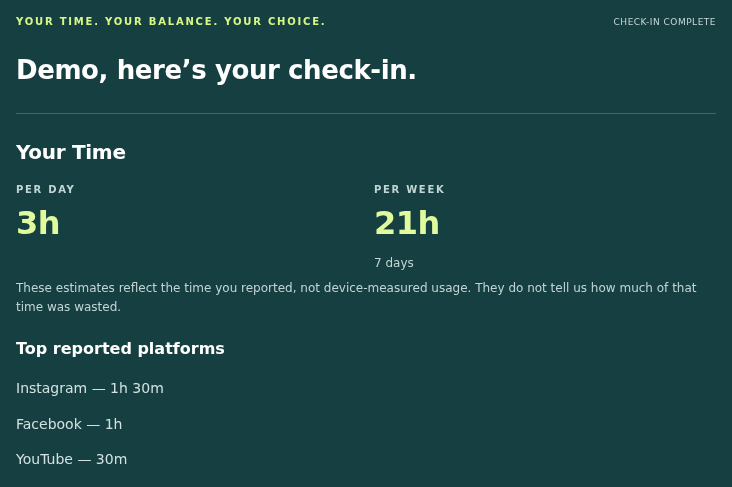 YOUR TIME. YOUR BALANCE. YOUR CHOICE.
CHECK-IN COMPLETE
Demo, here’s your check-in.
Your Time
PER DAY
PER WEEK
3h
21h
7 days
These estimates reflect the time you reported, not device-measured usage. They do not tell us how much of that
time was wasted.
Top reported platforms
Instagram — 1h 30m
Facebook — 1h
YouTube — 30m